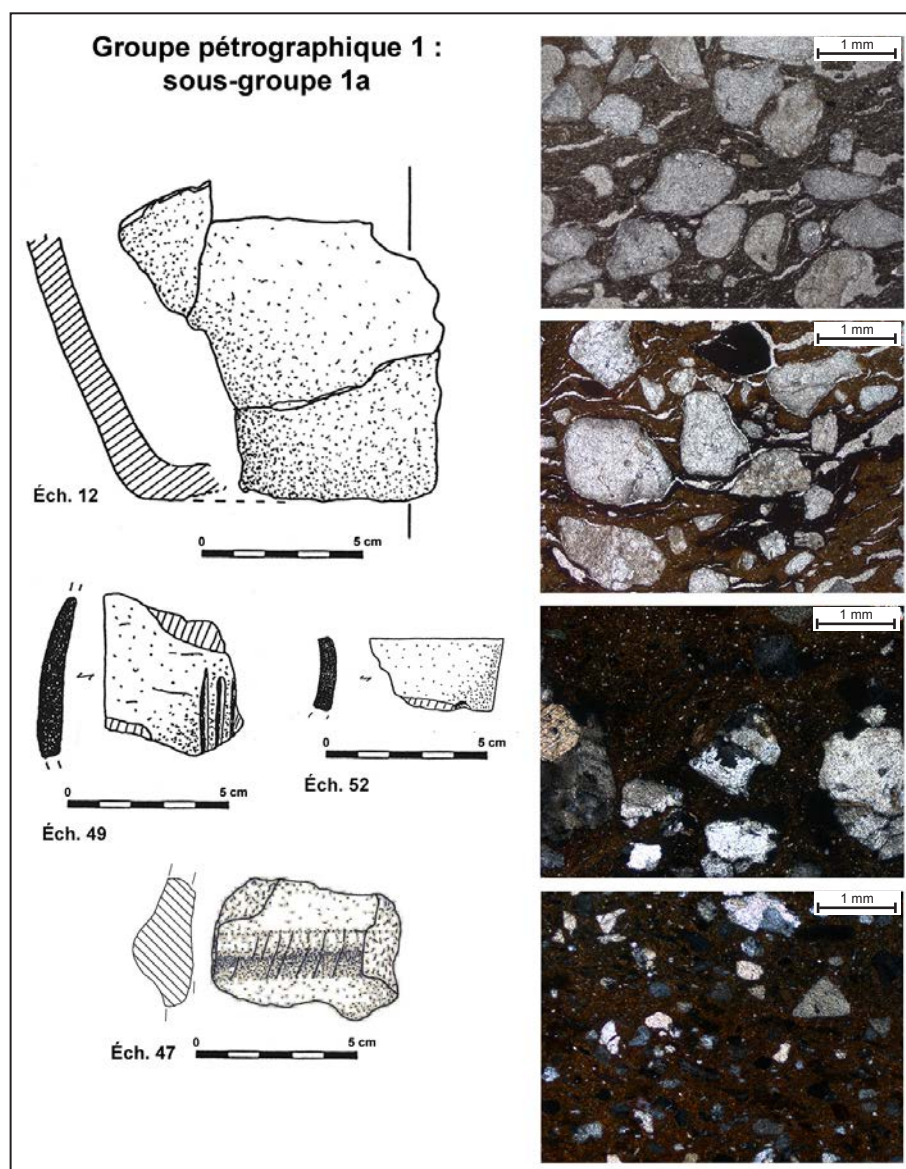 Groupe pétrographique 1 :
sous-groupe 1a
1 mm
1 mm
Éch. 12
0 5 cm
1 mm
Éch. 52
0 5 cm
0 5 cm
Éch. 49
1 mm
Éch. 47
0 5 cm